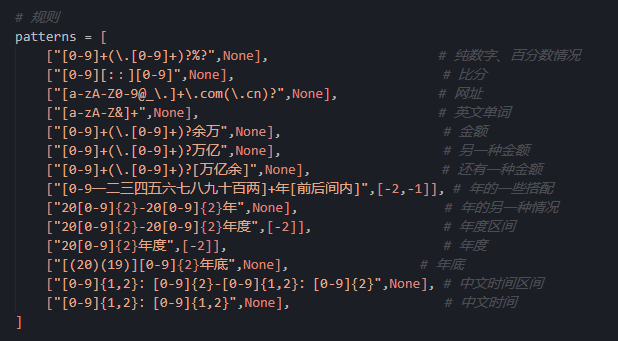 # 规则
patterns = [
["[0-9]+(\.[0-9]+)?%?",None], # 纯数字、百分数情况
["[0-9][::][0-9]",None], # 比分
["[a-zA-Z0-9@_\.]+\.com(\.cn)?",None], # 网址
["[a-zA-Z&]+",None], # 英文单词
["[0-9]+(\.[0-9]+)?余万",None], # 金额
["[0-9]+(\.[0-9]+)?万亿",None], # 另一种金额
["[0-9]+(\.[0-9]+)?[万亿余]",None], # 还有一种金额
["[0-9一二三四五六七八九十百两]+年[前后间内]",[-2,-1]], # 年的一些搭配
["20[0-9]{2}-20[0-9]{2}年",None], # 年的另一种情况
["20[0-9]{2}-20[0-9]{2}年度",[-2]], # 年度区间
["20[0-9]{2}年度",[-2]], # 年度
["[(20)(19)][0-9]{2}年底",None], # 年底
["[0-9]{1,2}：[0-9]{2}-[0-9]{1,2}：[0-9]{2}",None], # 中文时间区间
["[0-9]{1,2}：[0-9]{1,2}",None], # 中文时间
]